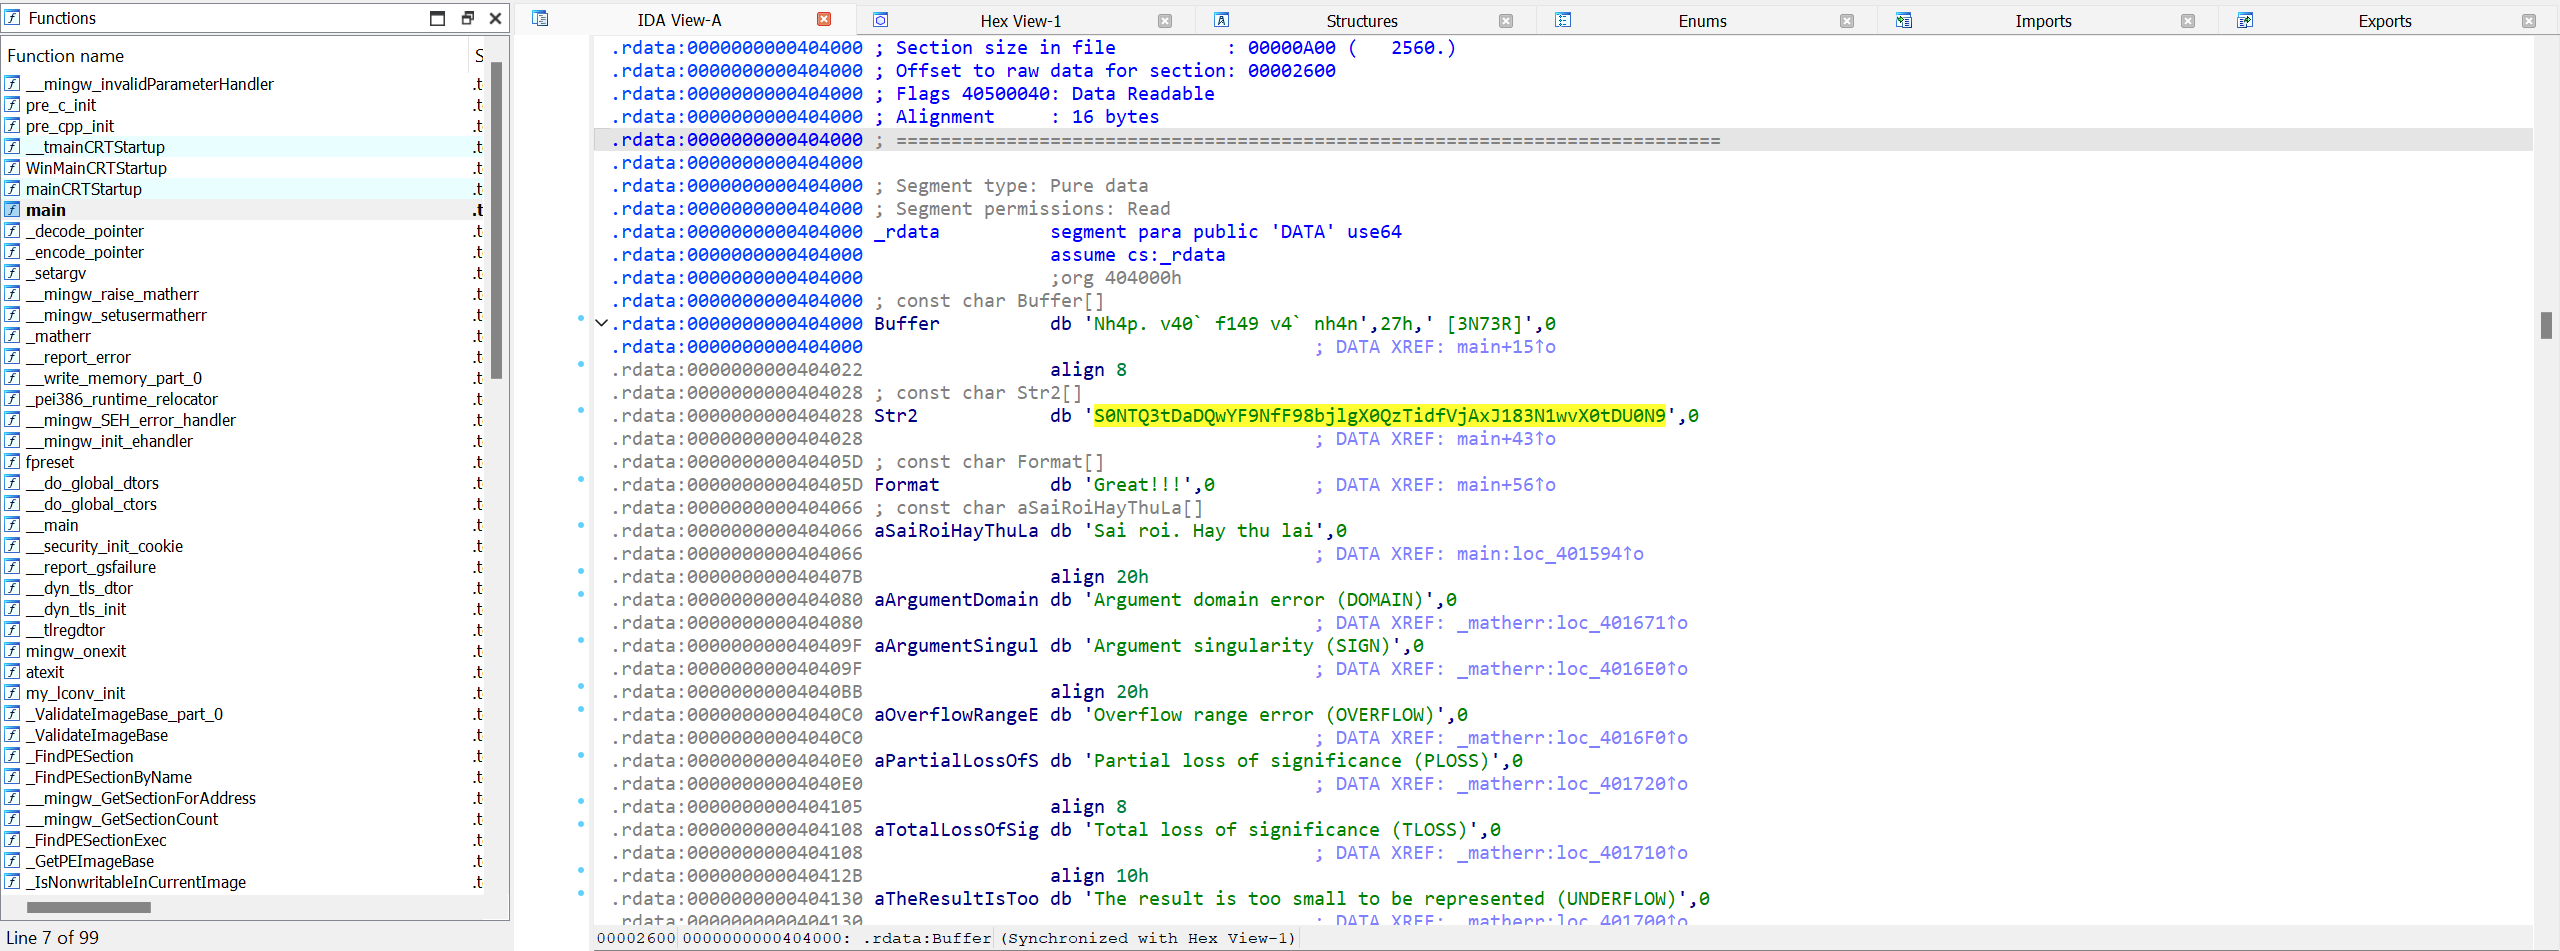 Functions
Function name S
__mingw_invalidParameterHandler .t
pre_c_init .t
pre_cpp_init .t
__tmainCRTStartup .t
WinMainCRTStartup .t
mainCRTStartup .t
main .t
_decode_pointer .t
_encode_pointer .t
_setargv .t
__mingw_raise_matherr .t
__mingw_setusermatherr .t
_matherr .t
__report_error .t
__write_memory_part_0 .t
_pei386_runtime_relocator .t
__mingw_SEH_error_handler .t
__mingw_init_ehandler .t
fpreset .t
__do_global_dtors .t
__do_global_ctors .t
__main .t
__security_init_cookie .t
__report_gsfailure .t
__dyn_tls_dtor .t
__dyn_tls_init .t
__tlregdtor .t
mingw_onexit .t
atexit .t
my_lconv_init .t
_ValidateImageBase_part_0 .t
_ValidateImageBase .t
_FindPESection .t
_FindPESectionByName .t
__mingw_GetSectionForAddress .t
__mingw_GetSectionCount .t
_FindPESectionExec .t
_GetPEImageBase .t
_IsNonwritableInCurrentImage .t
Line 7 of 99
IDA View-A Hex View-1 Structures Enums Imports Exports
.rdata:0000000000404000 ; Section size in file : 00000A00 ( 2560.)
.rdata:0000000000404000 ; Offset to raw data for section: 00002600
.rdata:0000000000404000 ; Flags 40500040: Data Readable
.rdata:0000000000404000 ; Alignment : 16 bytes
.rdata:0000000000404000 ; ===========================================================================
.rdata:0000000000404000
.rdata:0000000000404000 ; Segment type: Pure data
.rdata:0000000000404000 ; Segment permissions: Read
.rdata:0000000000404000 _rdata segment para public 'DATA' use64
.rdata:0000000000404000 assume cs:_rdata
.rdata:0000000000404000 ;org 404000h
.rdata:0000000000404000 ; const char Buffer[]
.rdata:0000000000404000 Buffer db 'Nh4p. v40` f149 v4` nh4n',27h,' [3N73R]',0
.rdata:0000000000404000 ; DATA XREF: main+15↑o
.rdata:0000000000404022 align 8
.rdata:0000000000404028 ; const char Str2[]
.rdata:0000000000404028 Str2 db 'S0NTQ3tDaDQwYF9NfF98bjlgX0QzTidfVjAxJ183N1wvX0tDU0N9',0
.rdata:0000000000404028 ; DATA XREF: main+43↑o
.rdata:000000000040405D ; const char Format[]
.rdata:000000000040405D Format db 'Great!!!',0 ; DATA XREF: main+56↑o
.rdata:0000000000404066 ; const char aSaiRoiHayThuLa[]
.rdata:0000000000404066 aSaiRoiHayThuLa db 'Sai roi. Hay thu lai',0
.rdata:0000000000404066 ; DATA XREF: main:loc_401594↑o
.rdata:000000000040407B align 20h
.rdata:0000000000404080 aArgumentDomain db 'Argument domain error (DOMAIN)',0
.rdata:0000000000404080 ; DATA XREF: _matherr:loc_401671↑o
.rdata:000000000040409F aArgumentSingul db 'Argument singularity (SIGN)',0
.rdata:000000000040409F ; DATA XREF: _matherr:loc_4016E0↑o
.rdata:00000000004040BB align 20h
.rdata:00000000004040C0 aOverflowRangeE db 'Overflow range error (OVERFLOW)',0
.rdata:00000000004040C0 ; DATA XREF: _matherr:loc_4016F0↑o
.rdata:00000000004040E0 aPartialLossOfS db 'Partial loss of significance (PLOSS)',0
.rdata:00000000004040E0 ; DATA XREF: _matherr:loc_401720↑o
.rdata:0000000000404105 align 8
.rdata:0000000000404108 aTotalLossOfSig db 'Total loss of significance (TLOSS)',0
.rdata:0000000000404108 ; DATA XREF: _matherr:loc_401710↑o
.rdata:000000000040412B align 10h
.rdata:0000000000404130 aTheResultIsToo db 'The result is too small to be represented (UNDERFLOW)',0
.rdata:0000000000404130 ; DATA XREF: _matherr:loc_401700↑o
00002600 0000000000404000: .rdata:Buffer (Synchronized with Hex View-1)